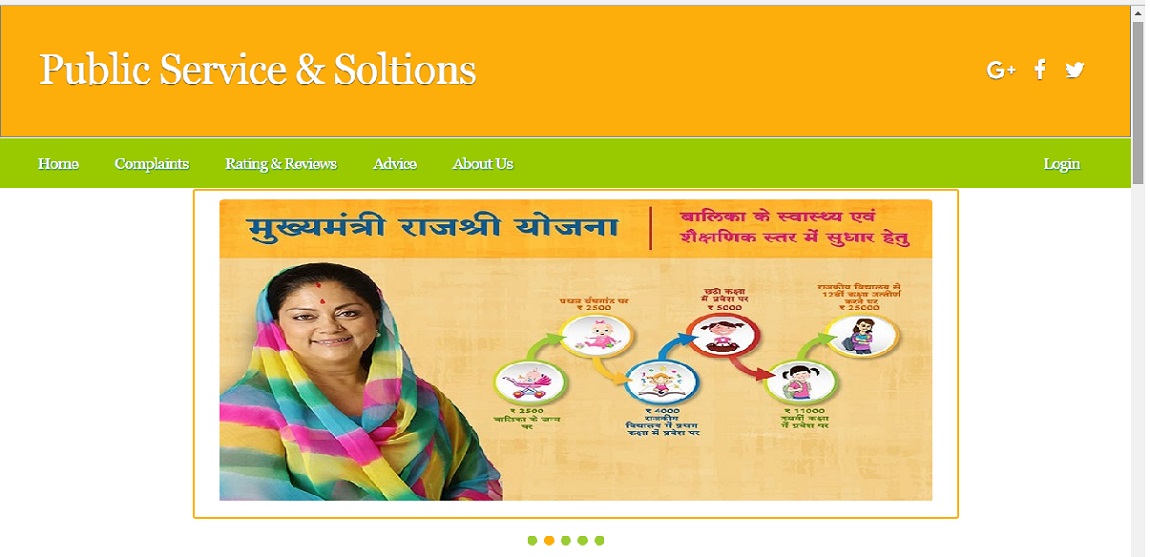 Public Service & Soltions
G+
Home Complaints Rating & Reviews Advice About Us Login
मुख्यमंत्री राजश्री योजना
बालिका के स्वास्थ्य एवं
शैक्षणिक स्तर में सुधार हेतु
प्रथम वर्षगांठ पर
₹ 2500
छठी कक्षा
में प्रवेश पर
₹ 5000
राजकीय विद्यालय से
12वीं कक्षा उत्तीर्ण
करने पर
₹ 25000
₹ 2500
बालिका के जन्म
पर
₹ 4000
राजकीय
विद्यालय में प्रथम
कक्षा में प्रवेश पर
₹ 11000
दसवीं कक्षा
में प्रवेश पर